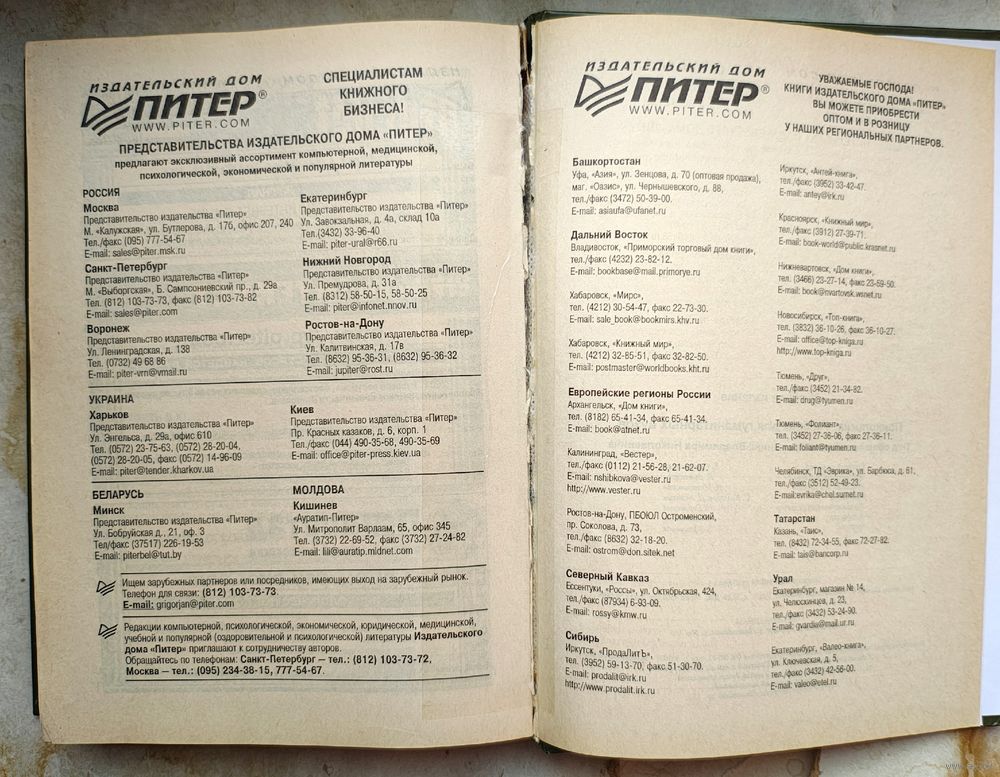 ИЗДАТЕЛЬСКИЙ ДОМ
ПИТЕР®
WWW.PITER.COM
СПЕЦИАЛИСТАМ
КНИЖНОГО
БИЗНЕСА!
ПРЕДСТАВИТЕЛЬСТВА ИЗДАТЕЛЬСКОГО ДОМА «ПИТЕР»
предлагают эксклюзивный ассортимент компьютерной, медицинской,
психологической, экономической и популярной литературы
РОССИЯ
Москва
Представительство издательства «Питер»
М. «Калужская», ул. Бутлерова, д. 17б, офис 207, 240
Тел./факс (095) 777-54-67
E-mail: sales@piter.msk.ru
Санкт-Петербург
Представительство издательства «Питер»
М. «Выборгская», Б. Сампсониевский пр., д. 29а
Тел. (812) 103-73-73, факс (812) 103-73-82
E-mail: sales@piter.com
Воронеж
Представительство издательства «Питер»
Ул. Ленинградская, д. 138
Тел. (0732) 49 68 86
E-mail: piter-vrn@vmail.ru
Екатеринбург
Представительство издательства «Питер»
Ул. Завокзальная, д. 4а, склад 10а
Тел.(3432) 33-96-40
E-mail: piter-ural@r66.ru
Нижний Новгород
Представительство издательства «Питер»
Ул. Премудрова, д. 31а
Тел. (8312) 58-50-15, 58-50-25
E-mail: piter@infonet.nnov.ru
Ростов-на-Дону
Представительство издательства «Питер»
Ул. Калитвинская, д. 17в
Тел. (8632) 95-36-31, (8632) 95-36-32
E-mail: jupiter@rost.ru
УКРАИНА
Харьков
Представительство издательства «Питер»
Ул. Энгельса, д. 29а, офис 610
Тел. (0572) 23-75-63, (0572) 28-20-04,
(0572) 28-20-05, факс (0572) 14-96-09
E-mail: piter@tender.kharkov.ua
Киев
Представительство издательства «Питер»
Пр. Красных казаков, д. 6, корп. 1
Тел./факс (044) 490-35-68, 490-35-69
E-mail: office@piter-press.kiev.ua
БЕЛАРУСЬ
Минск
Представительство издательства «Питер»
Ул. Бобруйская д., 21, оф. 3
Тел/факс (37517) 226-19-53
E-mail: piterbel@tut.by
МОЛДОВА
Кишинев
«Ауратип-Питер»
Ул. Митрополит Варлаам, 65, офис 345
Тел. (3732) 22-69-52, факс (3732) 27-24-82
E-mail: lili@auratip.midnet.com
Ищем зарубежных партнеров или посредников, имеющих выход на зарубежный рынок.
Телефон для связи: (812) 103-73-73.
E-mail: grigorjan@piter.com
Редакции компьютерной, психологической, экономической, юридической, медицинской,
учебной и популярной (оздоровительной и психологической) литературы Издательского
дома «Питер» приглашают к сотрудничеству авторов.
Обращайтесь по телефонам: Санкт-Петербург — тел.: (812) 103-73-72,
Москва — тел.: (095) 234-38-15, 777-54-67.
ИЗДАТЕЛЬСКИЙ ДОМ
ПИТЕР®
WWW.PITER.COM
УВАЖАЕМЫЕ ГОСПОДА!
КНИГИ ИЗДАТЕЛЬСКОГО ДОМА «ПИТЕР»
ВЫ МОЖЕТЕ ПРИОБРЕСТИ
ОПТОМ И В РОЗНИЦУ
У НАШИХ РЕГИОНАЛЬНЫХ ПАРТНЕРОВ.
Башкортостан
Уфа, «Азия», ул. Зенцова, д. 70 (оптовая продажа),
маг. «Оазис», ул. Чернышевского, д. 88,
тел./факс (3472) 50-39-00.
E-mail: asiaufa@ufanet.ru
Дальний Восток
Владивосток, «Приморский торговый дом книги»,
тел./факс (4232) 23-82-12.
E-mail: bookbase@mail.primorye.ru
Хабаровск, «Мирс»,
тел. (4212) 30-54-47, факс 22-73-30.
E-mail: sale_book@bookmirs.khv.ru
Хабаровск, «Книжный мир»,
тел. (4212) 32-85-51, факс 32-82-50.
E-mail: postmaster@worldbooks.kht.ru
Европейские регионы России
Архангельск, «Дом книги»,
тел. (8182) 65-41-34, факс 65-41-34.
E-mail: book@atnet.ru
Калининград, «Вестер»,
тел./факс (0112) 21-56-28, 21-62-07.
E-mail: nshibkova@vester.ru
http://www.vester.ru
Ростов-на-Дону, ПБОЮЛ Остроменский,
пр. Соколова, д. 73,
тел./факс (8632) 32-18-20.
E-mail: ostrom@don.sitek.net
Северный Кавказ
Ессентуки, «Россы», ул. Октябрьская, 424,
тел./факс (87934) 6-93-09.
E-mail: rossy@kmw.ru
Сибирь
Иркутск, «ПродаЛитЪ»,
тел. (3952) 59-13-70, факс 51-30-70.
E-mail: prodalit@irk.ru
http://www.prodalit.irk.ru
Иркутск, «Антей-книга»,
тел./факс (3952) 33-42-47.
E-mail: antey@irk.ru
Красноярск, «Книжный мир»,
тел./факс (3912) 27-39-71.
E-mail: book-world@public.krasnet.ru
Нижневартовск, «Дом книги»,
тел. (3466) 23-27-14, факс 23-59-50.
E-mail: book@nvartovsk.wsnet.ru
Новосибирск, «Топ-книга»,
тел. (3832) 36-10-26, факс 36-10-27.
E-mail: office@top-kniga.ru
http://www.top-kniga.ru
Тюмень, «Друг»,
тел./факс (3452) 21-34-82.
E-mail: drug@tyumen.ru
Тюмень, «Фолиант»,
тел. (3452) 27-36-06, факс 27-36-11.
E-mail: foliant@tyumen.ru
Челябинск, ТД «Эврика», ул. Барбюса, д. 61,
тел./факс (3512) 52-49-23.
E-mail:evrika@chel.surnet.ru
Татарстан
Казань, «Таис»,
тел. (8432) 72-34-55, факс 72-27-82.
E-mail: tais@bancorp.ru
Урал
Екатеринбург, магазин № 14,
ул. Челюскинцев, д. 23,
тел./факс (3432) 53-24-90.
E-mail: gvardia@mail.ur.ru
Екатеринбург, «Валео-книга»,
ул. Ключевская, д. 5,
тел./факс (3432) 42-56-00.
E-mail: valeo@etel.ru